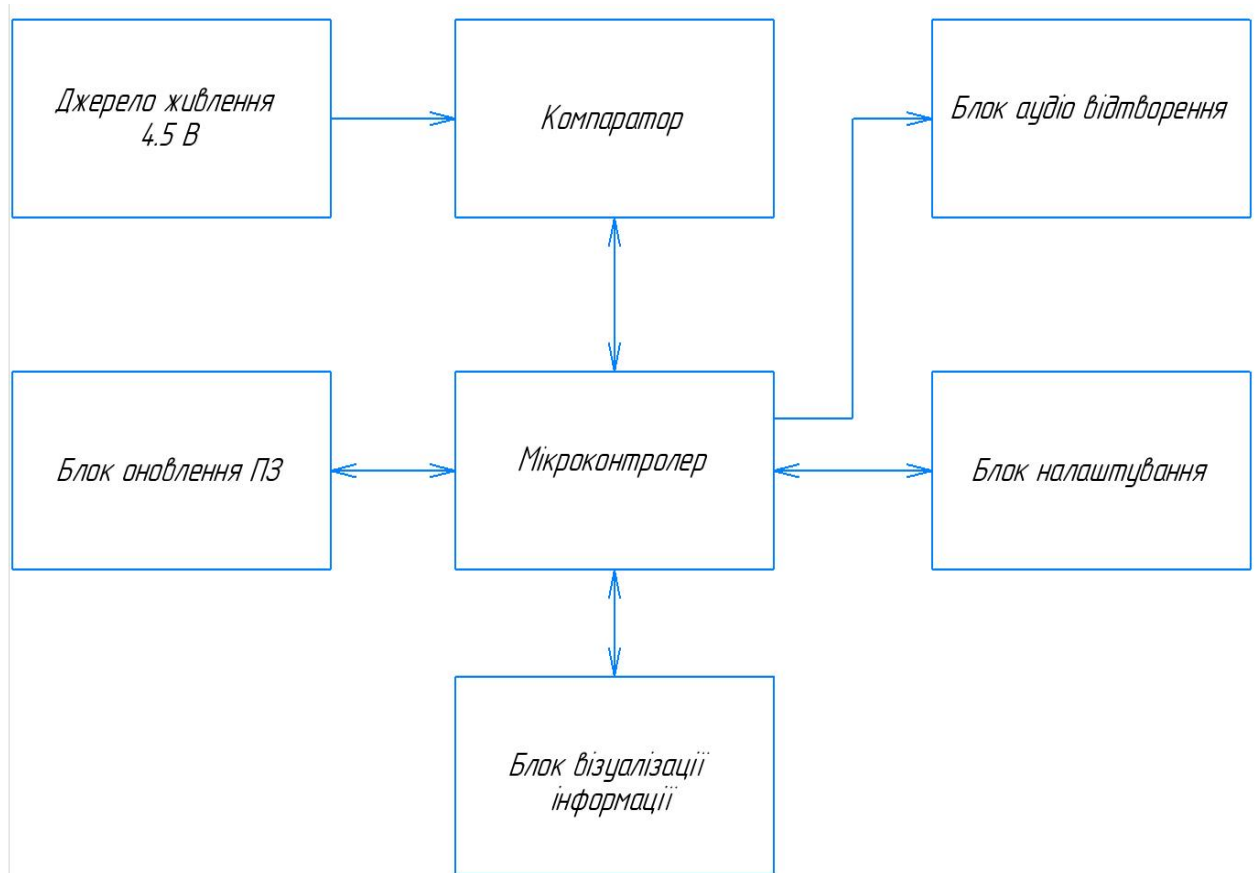 Джерело живлення
4.5 В
Компаратор
Блок аудіо відтворення
Блок оновлення ПЗ
Мікроконтролер
Блок налаштування
Блок візуалізації
інформації